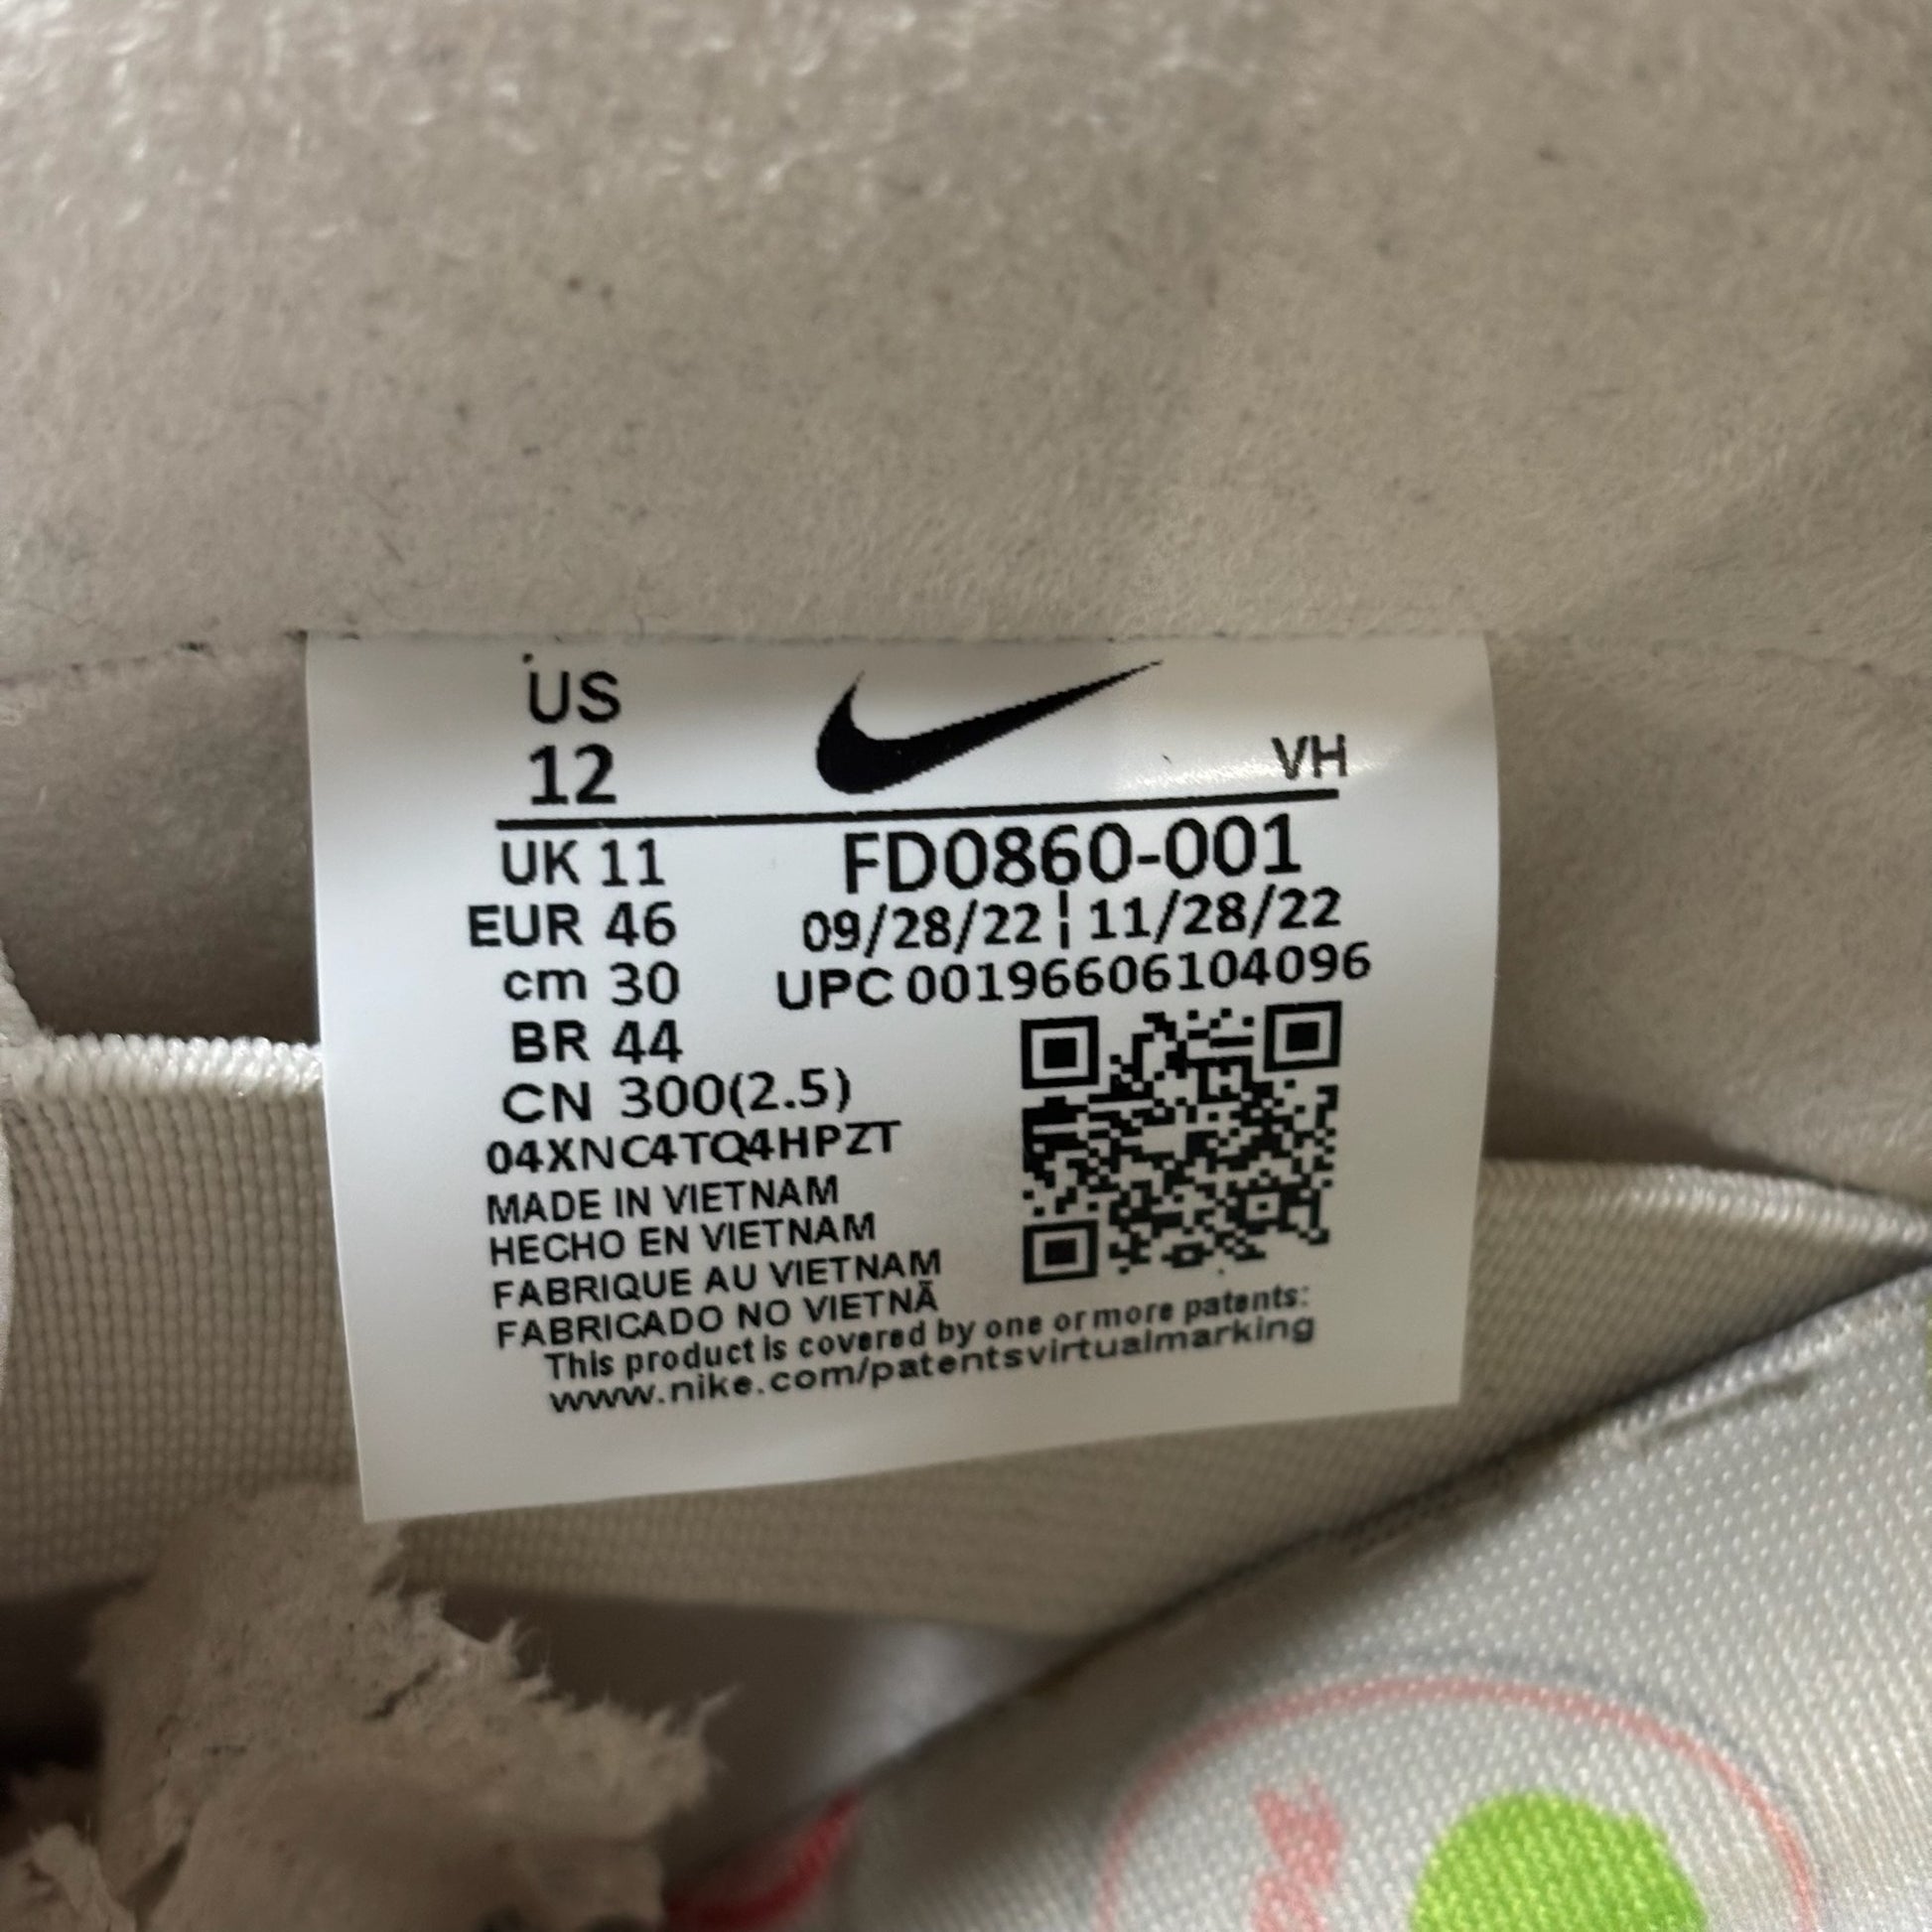 US
12
VH
UK 11
FD0860-001
EUR 46
09/28/22 ¦ 11/28/22
cm 30
UPC 001966061040​96
BR 44
CN 300(2.5)
04XNC4TQ4HPZT
MADE IN VIETNAM
HECHO EN VIETNAM
FABRIQUE AU VIETNAM
FABRICADO NO VIETNÃ
This product is covered by one or more patents:
www.nike.com/patentsvirtualmarking